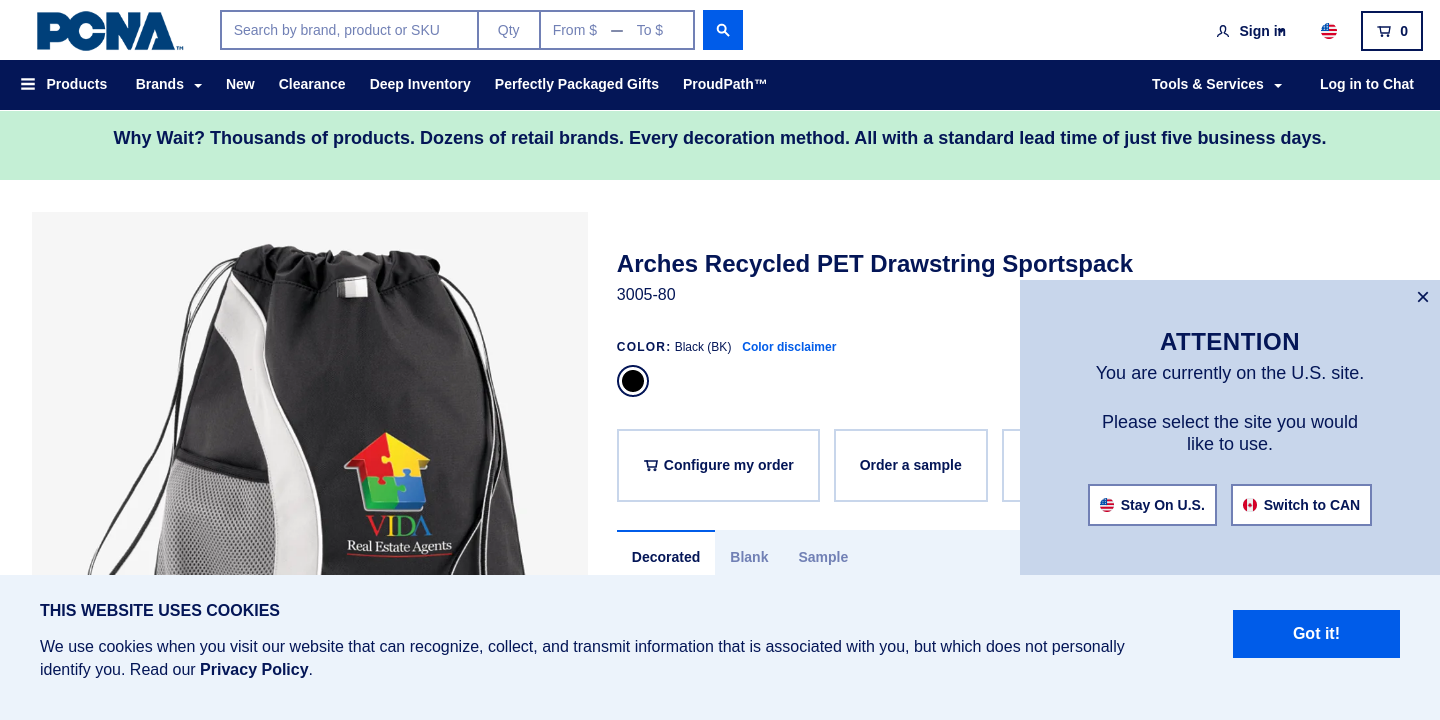 PCNA™
Search by brand, product or SKU
Qty
From $ — To $
Sign in
0
Products
Brands
New
Clearance
Deep Inventory
Perfectly Packaged Gifts
ProudPath™
Tools & Services
Log in to Chat
Why Wait? Thousands of products. Dozens of retail brands. Every decoration method. All with a standard lead time of just five business days.
VIDA
Real Estate Agents
Arches Recycled PET Drawstring Sportspack
3005-80
COLOR: Black (BK) Color disclaimer
Configure my order
Order a sample
Decorated
Blank
Sample
×
ATTENTION
You are currently on the U.S. site.
Please select the site you would
like to use.
Stay On U.S.
Switch to CAN
THIS WEBSITE USES COOKIES
We use cookies when you visit our website that can recognize, collect, and transmit information that is associated with you, but which does not personally
identify you. Read our Privacy Policy.
Got it!